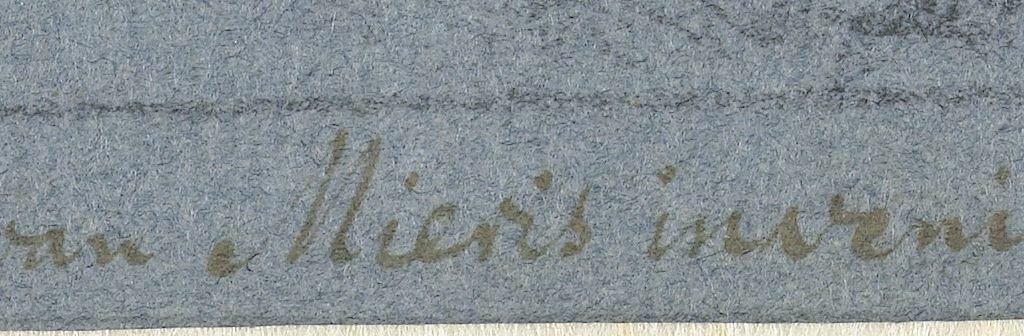 van Mieris inveni